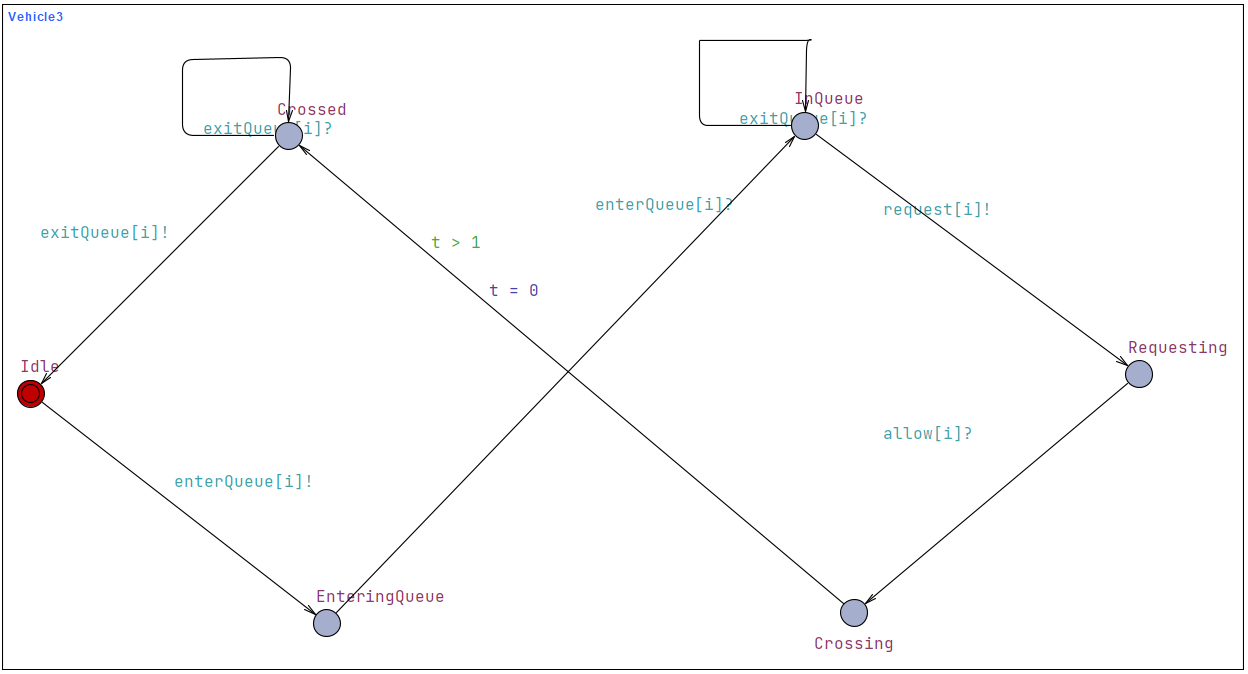 Vehicle3
Crossed
exitQueue[i]?
InQueue
exitQueue[i]?
enterQueue[i]?
request[i]!
exitQueue[i]!
t > 1
t = 0
Requesting
Idle
allow[i]?
enterQueue[i]!
EnteringQueue
Crossing